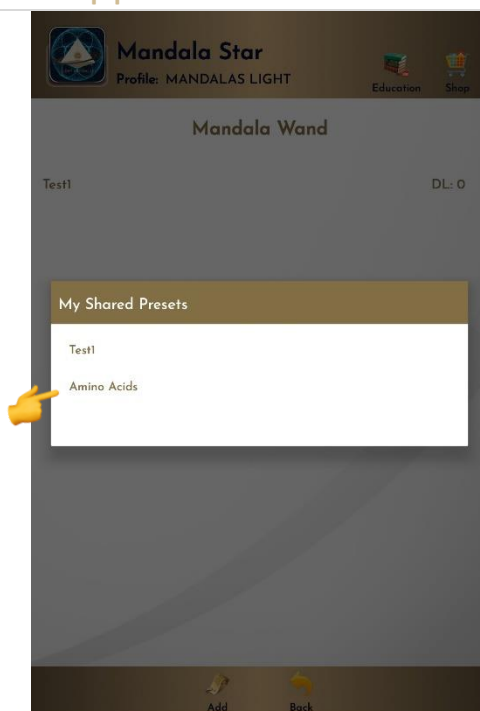 Mandala Star
Profile: MANDALAS LIGHT
Education
Shop
Mandala Wand
Test1
DL: 0
My Shared Presets
Test1
Amino Acids
Add
Back